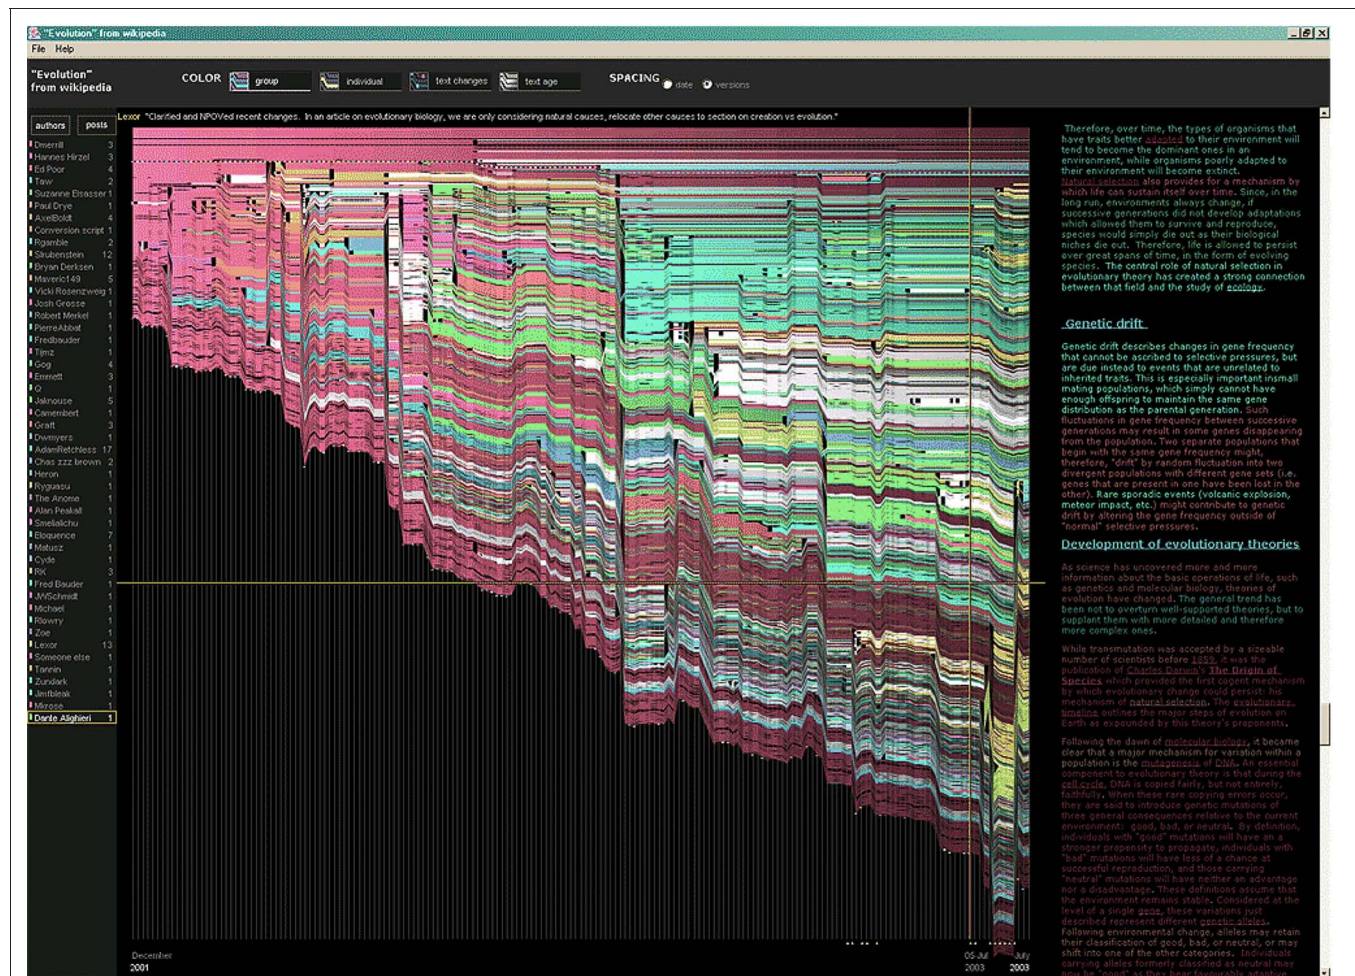 "Evolution" from wikipedia
File Help
"Evolution"
from wikipedia
COLOR group individual text changes text age SPACING date versions
authors posts
Lexor "Clarified and NPOVed recent changes. In an article on evolutionary biology, we are only considering natural causes, relocate other causes to section on creation vs evolution."
Dmerrill 3
Hannes Hirzel 3
Ed Poor 4
Taw 2
Suzanne Elsasser 1
Paul Drye 1
AxelBoldt 4
Conversion script 1
Rgamble 2
Slrubenstein 12
Bryan Derksen 1
Maveric149 5
Vicki Rosenzweig 1
Josh Grosse 1
Robert Merkel 1
PierreAbbat 1
Fredbauder 1
Tijmz 1
Gog 4
Emmett 3
O 1
Jaknouse 5
Camembert 1
Graft 3
Dwmyers 1
AdamRetchless 17
Chas zzz brown 2
Heron 1
Ryguasu 1
The Anome 1
Alan Peakall 1
Smelialichu 1
Eloquence 7
Matusz 1
Cyde 1
RK 3
Fred Bauder 1
JWSchmidt 1
Michael 1
Rlowry 1
Zoe 1
Lexor 13
Someone else 1
Tannin 1
Zundark 1
Jimfbleak 1
Mkrose 1
Dante Alighieri 1
December
2001
05 Jul
2003
July
2003
Therefore, over time, the types of organisms that
have traits better adapted to their environment will
tend to become the dominant ones in an
environment, while organisms poorly adapted to
their environment will become extinct.
Natural selection also provides for a mechanism by
which life can sustain itself over time. Since, in the
long run, environments always change, if
successive generations did not develop adaptations
which allowed them to survive and reproduce,
species would simply die out as their biological
niches die out. Therefore, life is allowed to persist
over great spans of time, in the form of evolving
species. The central role of natural selection in
evolutionary theory has created a strong connection
between that field and the study of ecology.
Genetic drift
Genetic drift describes changes in gene frequency
that cannot be ascribed to selective pressures, but
are due instead to events that are unrelated to
inherited traits. This is especially important insmall
mating populations, which simply cannot have
enough offspring to maintain the same gene
distribution as the parental generation. Such
fluctuations in gene frequency between successive
generations may result in some genes disappearing
from the population. Two separate populations that
begin with the same gene frequency might,
therefore, "drift" by random fluctuation into two
divergent populations with different gene sets (i.e.
genes that are present in one have been lost in the
other). Rare sporadic events (volcanic explosion,
meteor impact, etc.) might contribute to genetic
drift by altering the gene frequency outside of
"normal" selective pressures.
Development of evolutionary theories
As science has uncovered more and more
information about the basic operations of life, such
as genetics and molecular biology, theories of
evolution have changed. The general trend has
been not to overturn well-supported theories, but to
supplant them with more detailed and therefore
more complex ones.
While transmutation was accepted by a sizeable
number of scientists before 1859, it was the
publication of Charles Darwin's The Origin of
Species which provided the first cogent mechanism
by which evolutionary change could persist: his
mechanism of natural selection. The evolutionary
timeline outlines the major steps of evolution on
Earth as expounded by this theory's proponents.
Following the dawn of molecular biology, it became
clear that a major mechanism for variation within a
population is the mutagenesis of DNA. An essential
component to evolutionary theory is that during the
cell cycle, DNA is copied fairly, but not entirely,
faithfully. When these rare copying errors occur,
they are said to introduce genetic mutations of
three general consequences relative to the current
environment: good, bad, or neutral. By definition,
individuals with "good" mutations will have an a
stronger propensity to propagate, individuals with
"bad" mutations will have less of a chance at
successful reproduction, and those carrying
"neutral" mutations will have neither an advantage
nor a disadvantage. These definitions assume that
the environment remains stable. Considered at the
level of a single gene, these variations just
described represent different genetic alleles.
Following environmental change, alleles may retain
their classification of good, bad, or neutral, or may
shift into one of the other categories. Individuals
carrying alleles formerly classified as neutral may